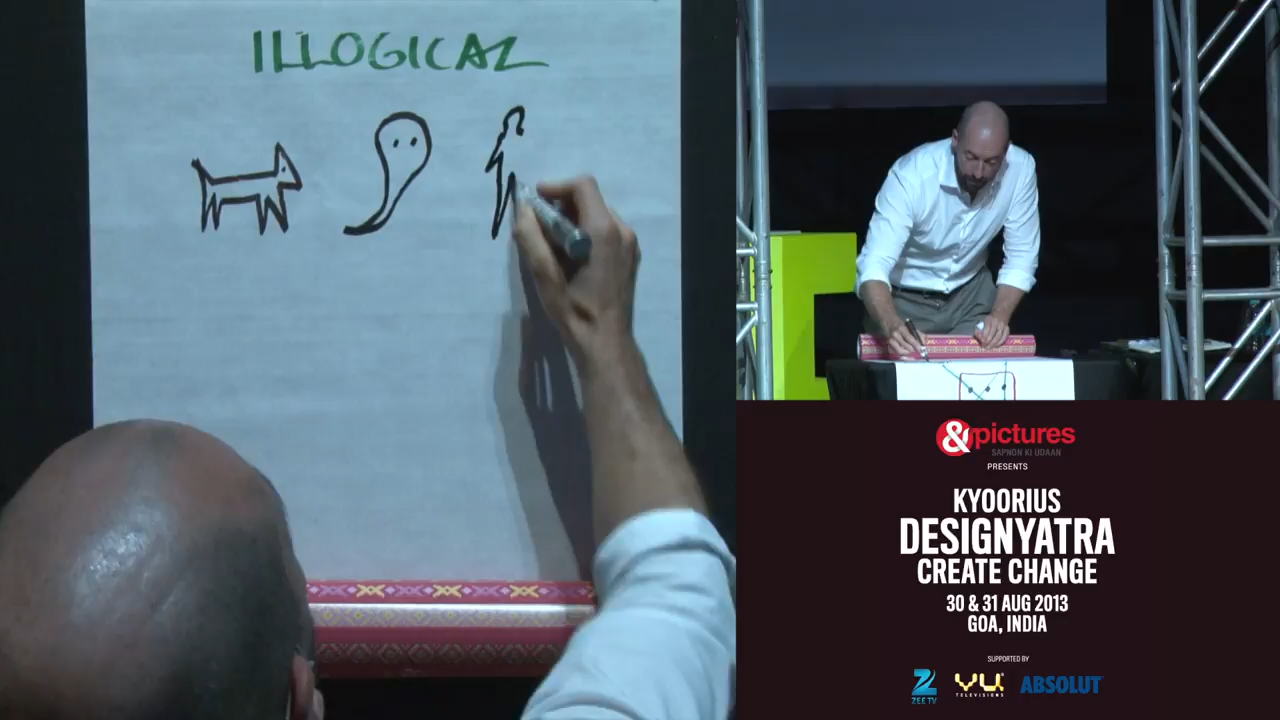 ILLOGICAL
&pictures
SAPNON KI UDAAN
PRESENTS
KYOORIUS
DESIGNYATRA
CREATE CHANGE
30 & 31 AUG 2013
GOA, INDIA
SUPPORTED BY
Z VU ABSOLUT
ZEE TV TELEVISIONS